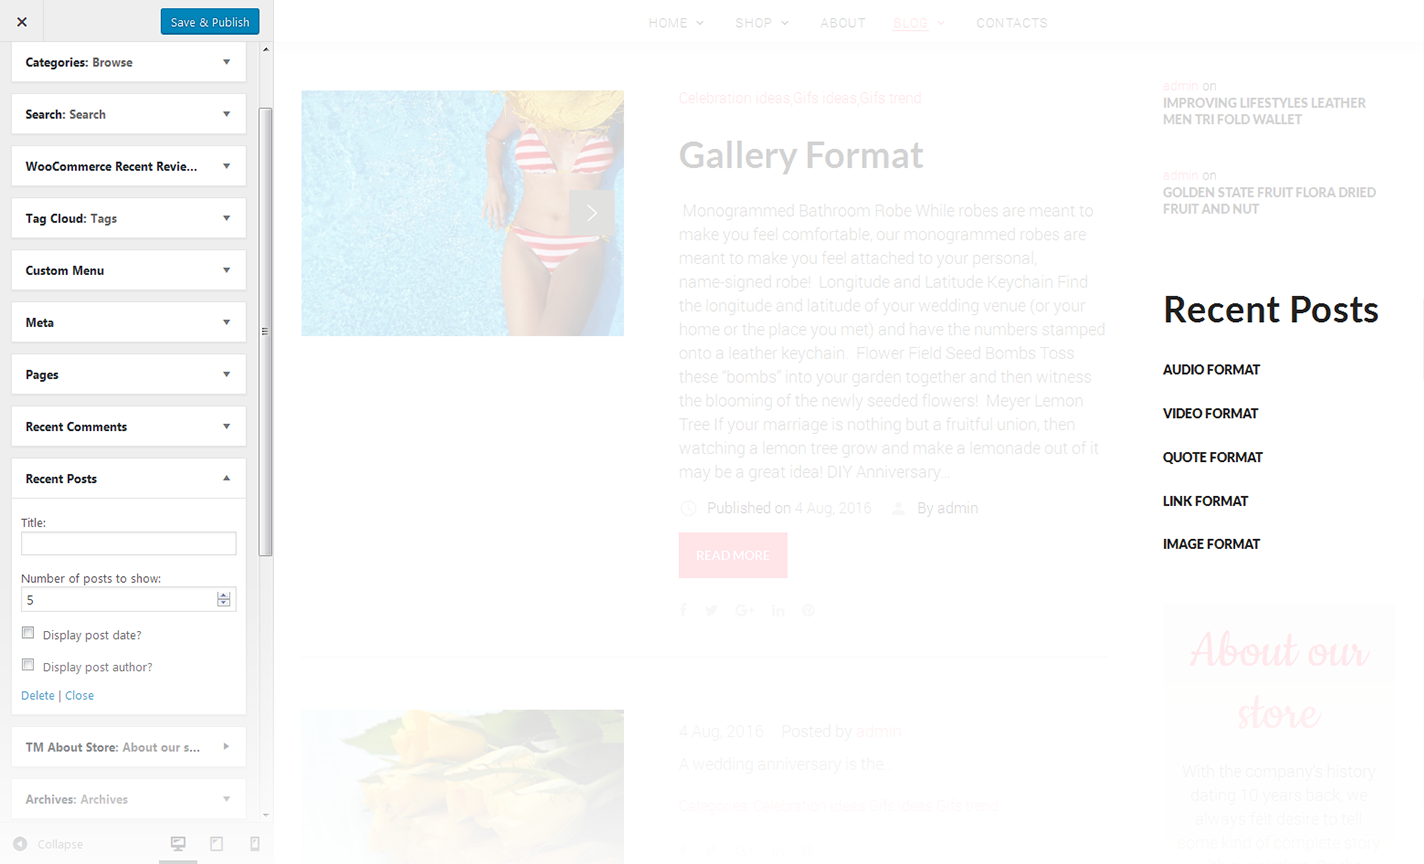 Save & Publish
Categories: Browse
Search: Search
WooCommerce Recent Revie...
Tag Cloud: Tags
Custom Menu
Meta
Pages
Recent Comments
Recent Posts
Title:
Number of posts to show:
5
Display post date?
Display post author?
Delete | Close
TM About Store: About our s...
Archives: Archives
Collapse
HOME
SHOP
ABOUT
BLOG
CONTACTS
Celebration ideas,Gifs ideas,Gifs trend
Gallery Format
Monogrammed Bathroom Robe While robes are meant to
make you feel comfortable, our monogrammed robes are
meant to make you feel attached to your personal,
name-signed robe!  Longitude and Latitude Keychain Find
the longitude and latitude of your wedding venue (or your
home or the place you met) and have the numbers stamped
onto a leather keychain.  Flower Field Seed Bombs Toss
these “bombs” into your garden together and then witness
the blooming of the newly seeded flowers!  Meyer Lemon
Tree If your marriage is nothing but a fruitful union, then
watching a lemon tree grow and make a lemonade out of it
may be a great idea! DIY Anniversary...
Published on 4 Aug, 2016 By admin
READ MORE
4 Aug, 2016 Posted by admin
A wedding anniversary is the...
Categories: Celebration ideas,Gifs ideas,Gifs trend
admin on
IMPROVING LIFESTYLES LEATHER
MEN TRI FOLD WALLET
admin on
GOLDEN STATE FRUIT FLORA DRIED
FRUIT AND NUT
Recent Posts
AUDIO FORMAT
VIDEO FORMAT
QUOTE FORMAT
LINK FORMAT
IMAGE FORMAT
About our
store
With the company's history
dating 10 years back, we
always felt desire to tell
some kind of complete story